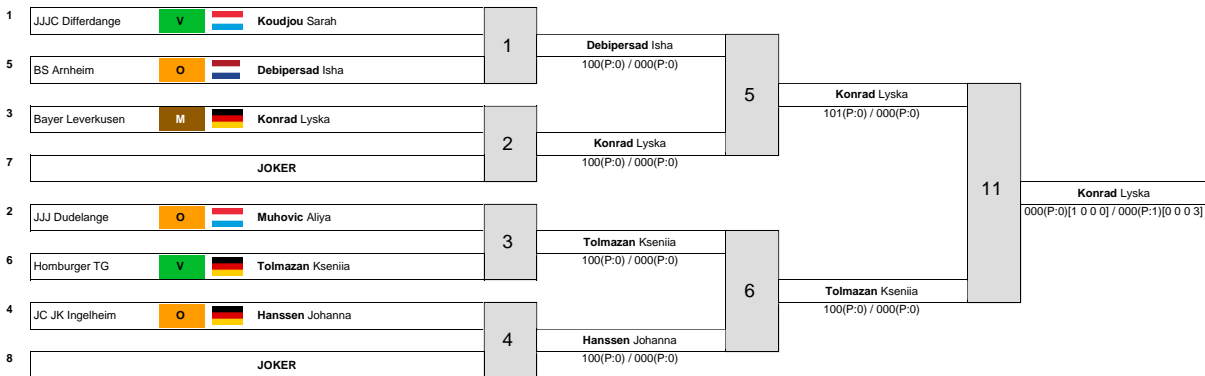 1 JJJC Differdange V Koudjou Sarah
1
Debipersad Isha
100(P:0) / 000(P:0)
5 BS Arnheim O Debipersad Isha
5
Konrad Lyska
101(P:0) / 000(P:0)
3 Bayer Leverkusen M Konrad Lyska
2
Konrad Lyska
100(P:0) / 000(P:0)
7 JOKER
11
Konrad Lyska
000(P:0)[1 0 0 0] / 000(P:1)[0 0 0 3]
2 JJJ Dudelange O Muhovic Aliya
3
Tolmazan Kseniia
100(P:0) / 000(P:0)
6 Homburger TG V Tolmazan Kseniia
6
Tolmazan Kseniia
100(P:0) / 000(P:0)
4 JC JK Ingelheim O Hanssen Johanna
4
Hanssen Johanna
100(P:0) / 000(P:0)
8 JOKER